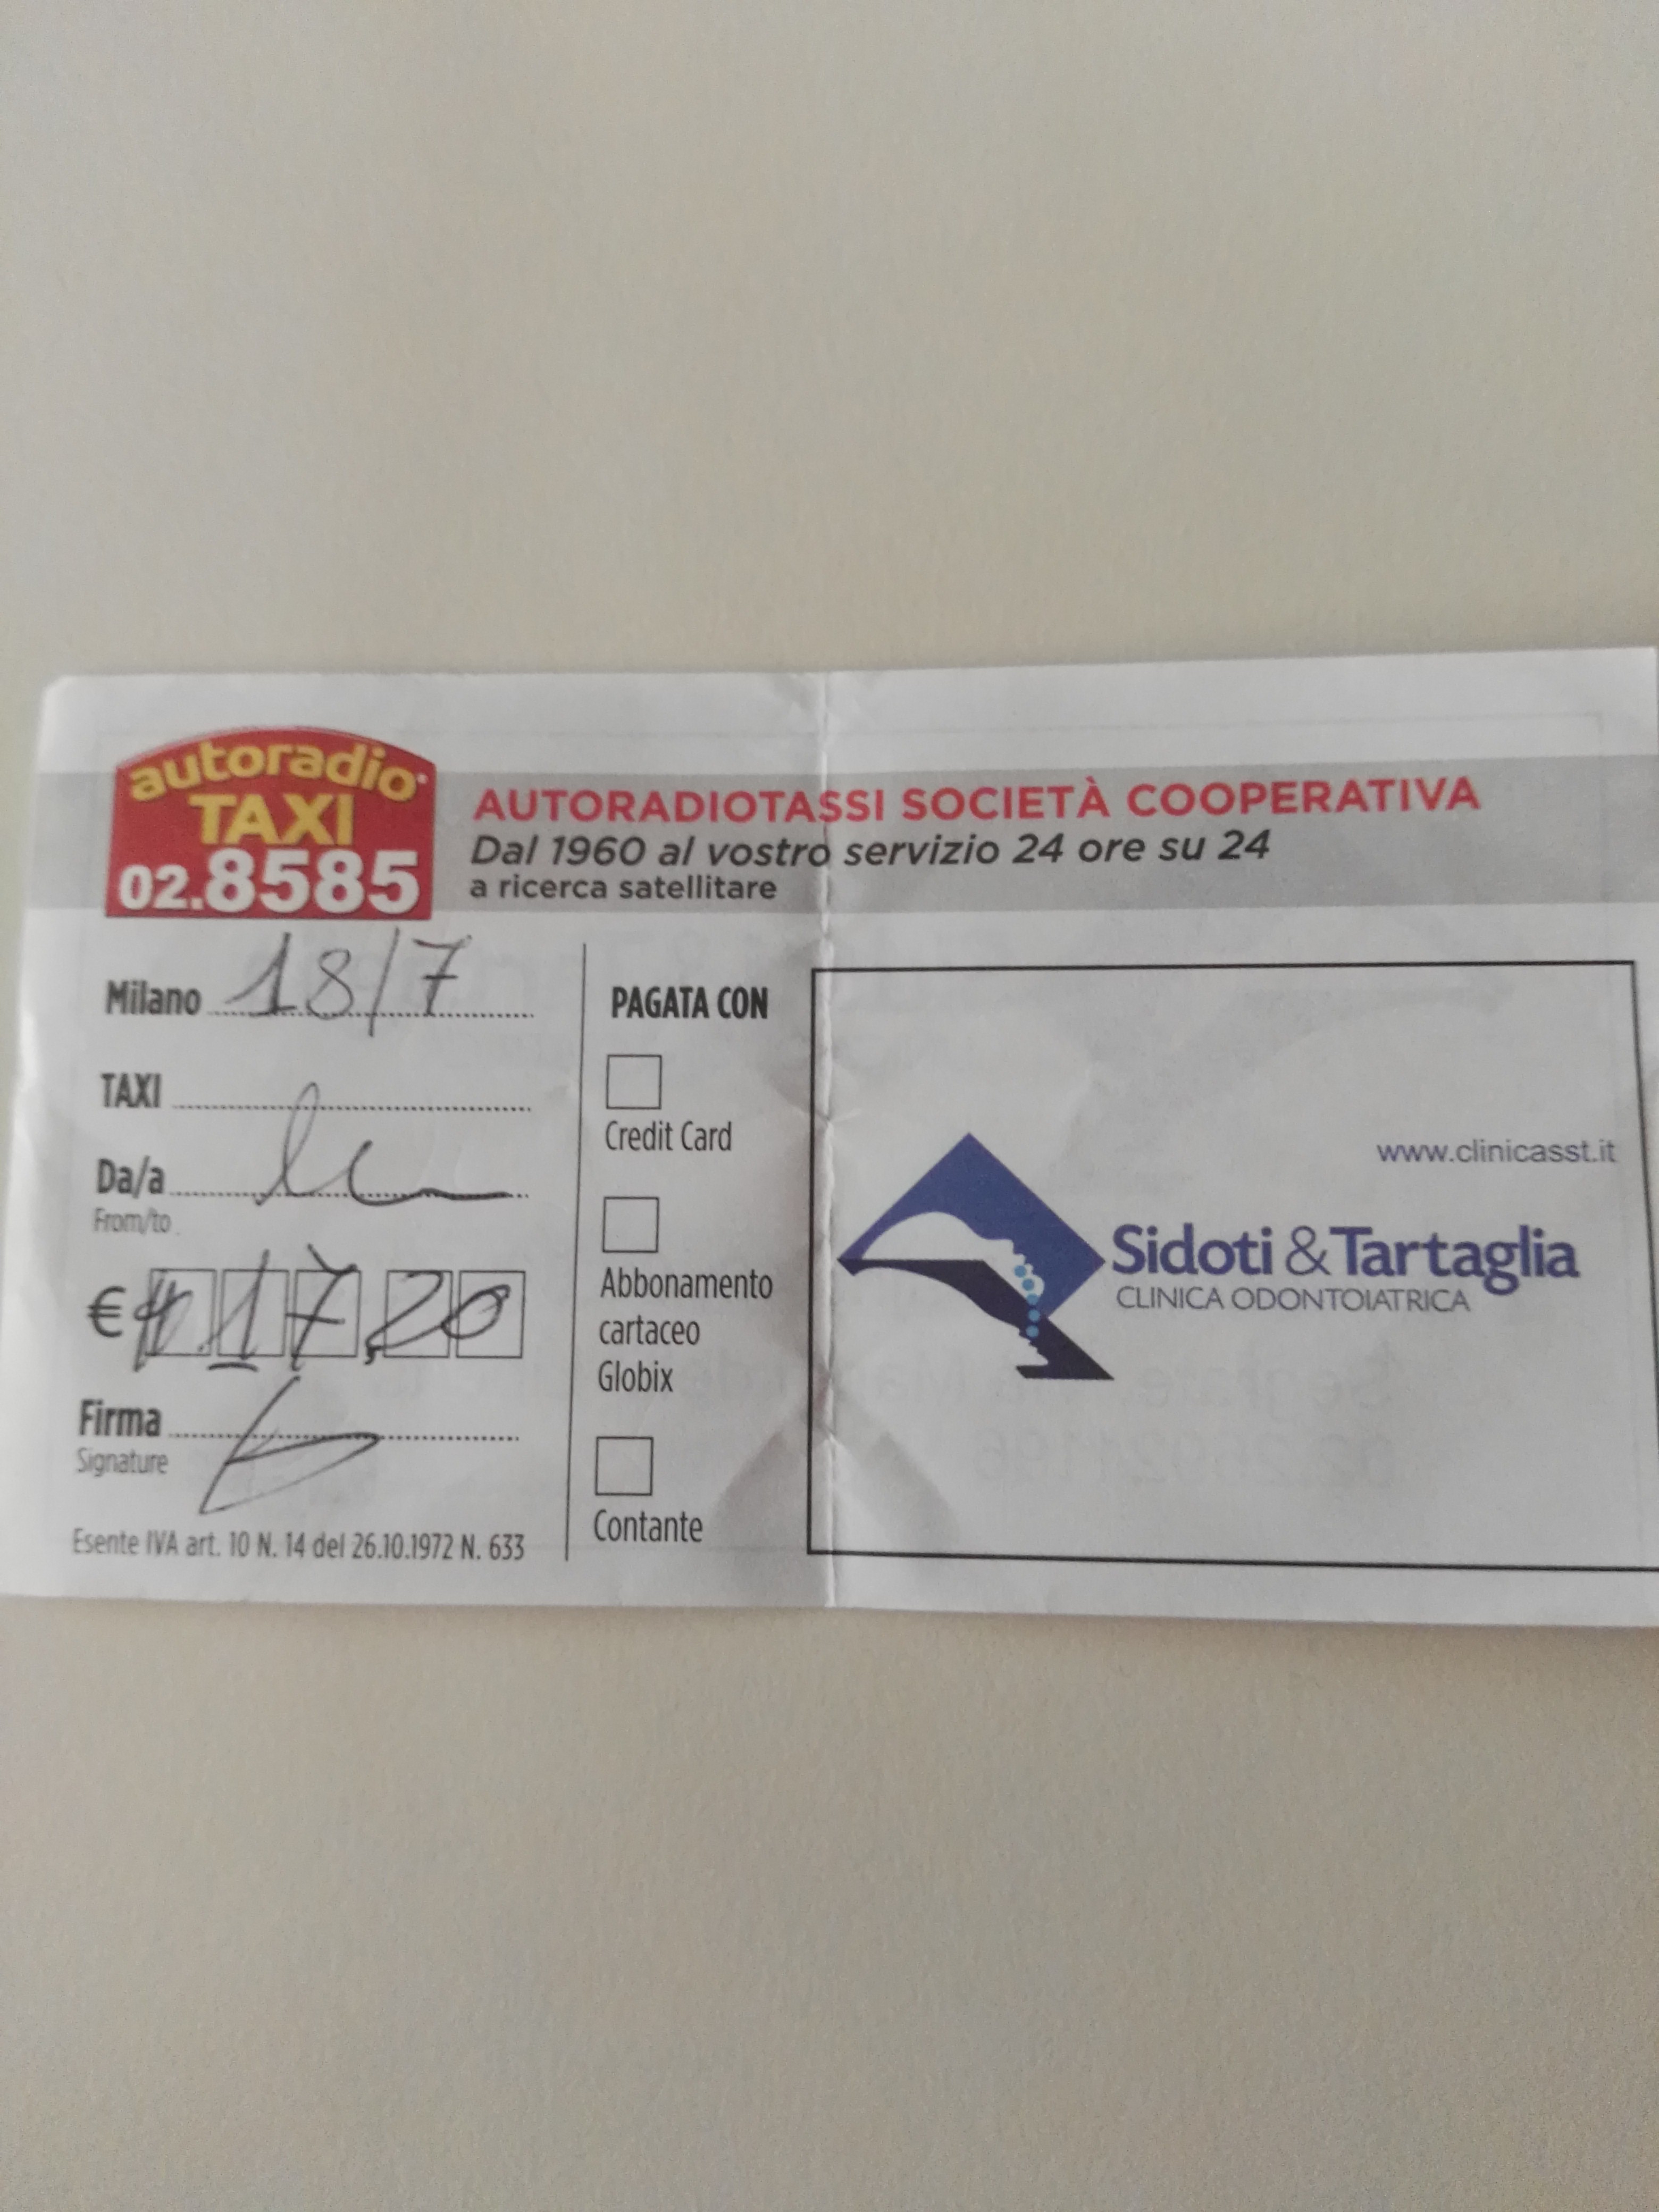 autoradio
TAXI
02.8585
AUTORADIOTASSI SOCIETÀ COOPERATIVA
Dal 1960 al vostro servizio 24 ore su 24
a ricerca satellitare
Milano 18/7
TAXI
Da/a
From/to
€ 17,20
Firma
Signature
Esente IVA art. 10 N. 14 del 26.10.1972 N. 633
PAGATA CON
Credit Card
Abbonamento
cartaceo
Globix
Contante
www.clinicasst.it
Sidoti & Tartaglia
CLINICA ODONTOIATRICA